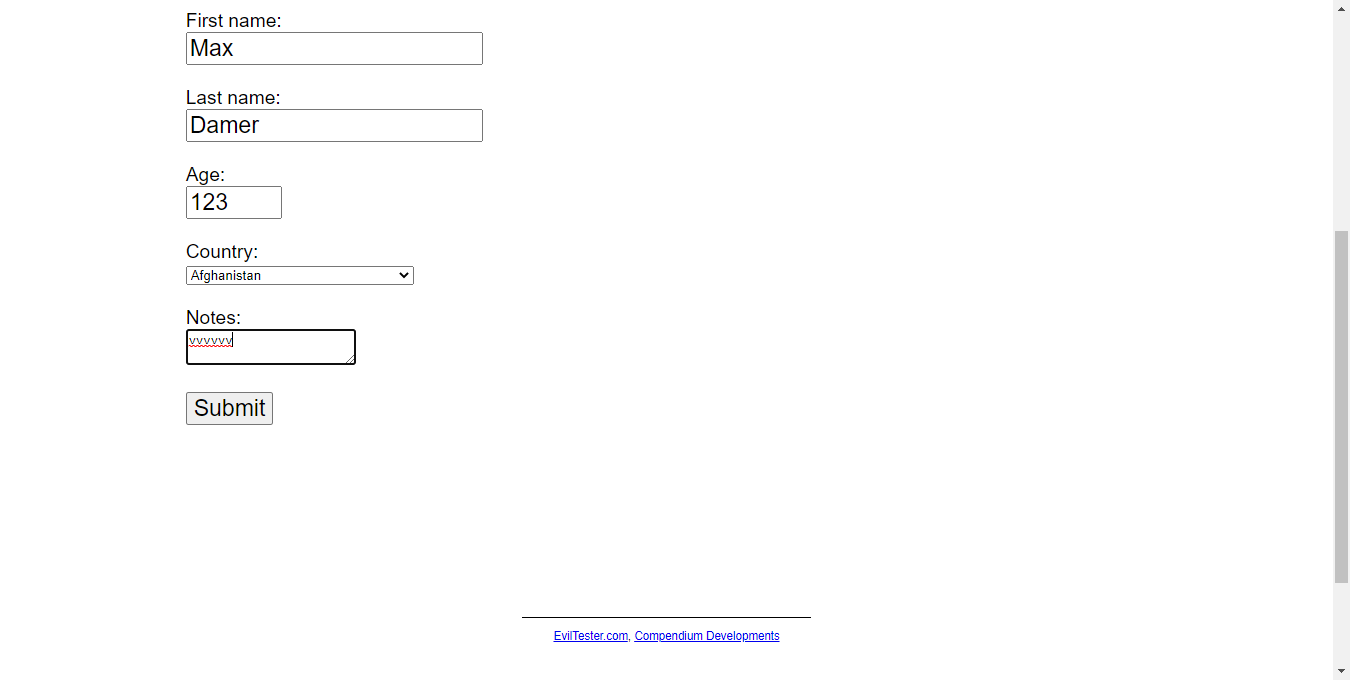 First name:
Max
Last name:
Damer
Age:
123
Country:
Afghanistan
Notes:
vvvvvv
Submit
EvilTester.com, Compendium Developments